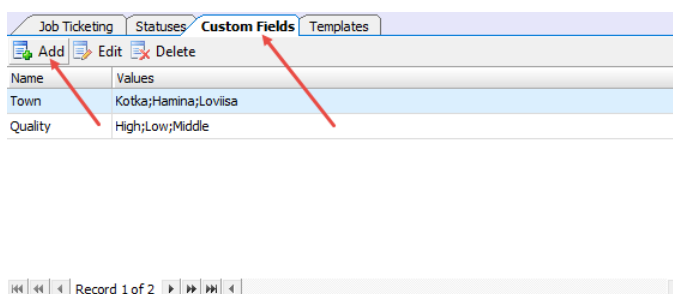 Job Ticketing Statuses Custom Fields Templates
Add Edit Delete
Name Values
Town Kotka;Hamina;Loviisa
Quality High;Low;Middle
Record 1 of 2